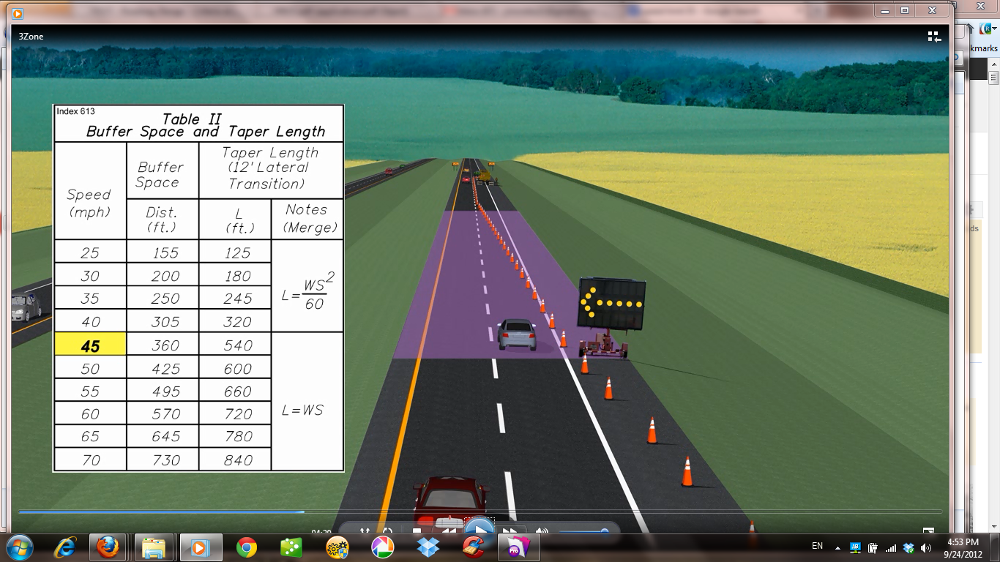 3Zone
kmarks
ds
Index 613
Table II
Buffer Space and Taper Length
Speed
(mph)
Buffer
Space
Taper Length
(12' Lateral
Transition)
Dist.
(ft.)
L
(ft.)
Notes
(Merge)
25 155 125
30 200 180
35 250 245
40 305 320
L=WS²/60
45 360 540
50 425 600
55 495 660
60 570 720
65 645 780
70 730 840
L=WS
EN
4:53 PM
9/24/2012